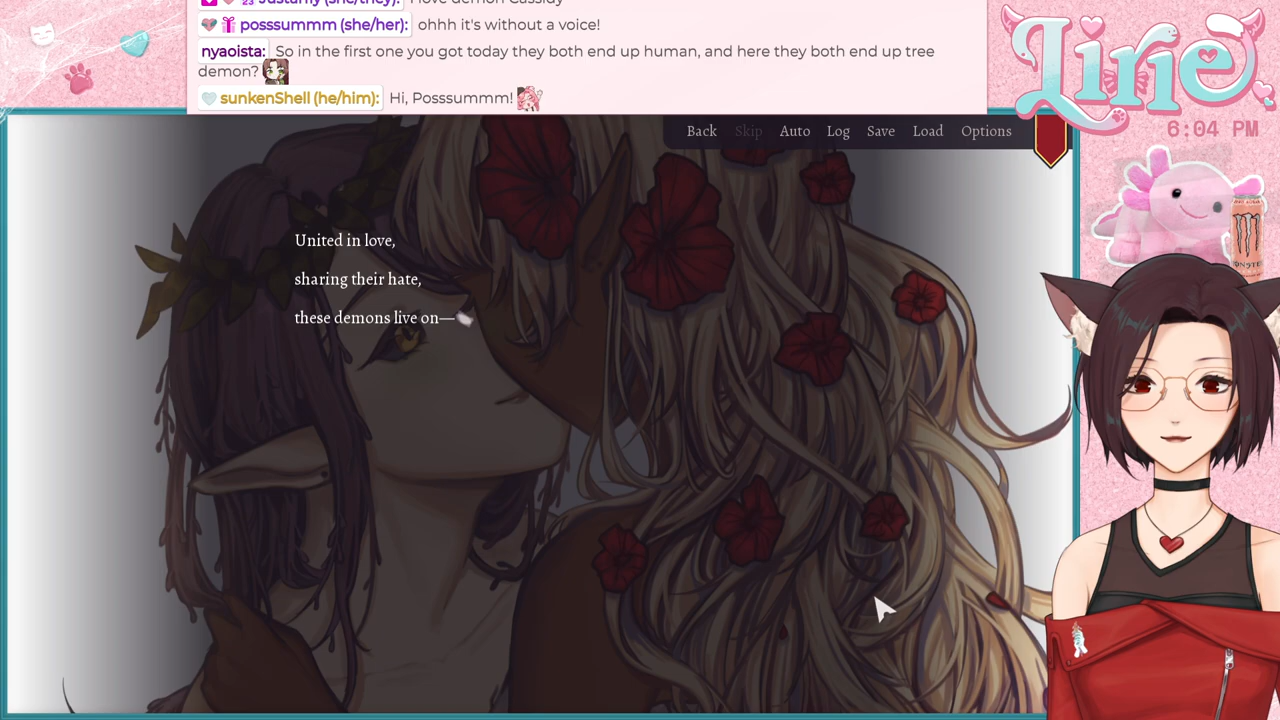 posssummm (she/her): ohhh it's without a voice!
nyaoista: So in the first one you got today they both end up human, and here they both end up tree
demon?
sunkenShell (he/him): Hi, Posssummm!
Lirie
6:04 PM
Back Skip Auto Log Save Load Options
United in love,
sharing their hate,
these demons live on—